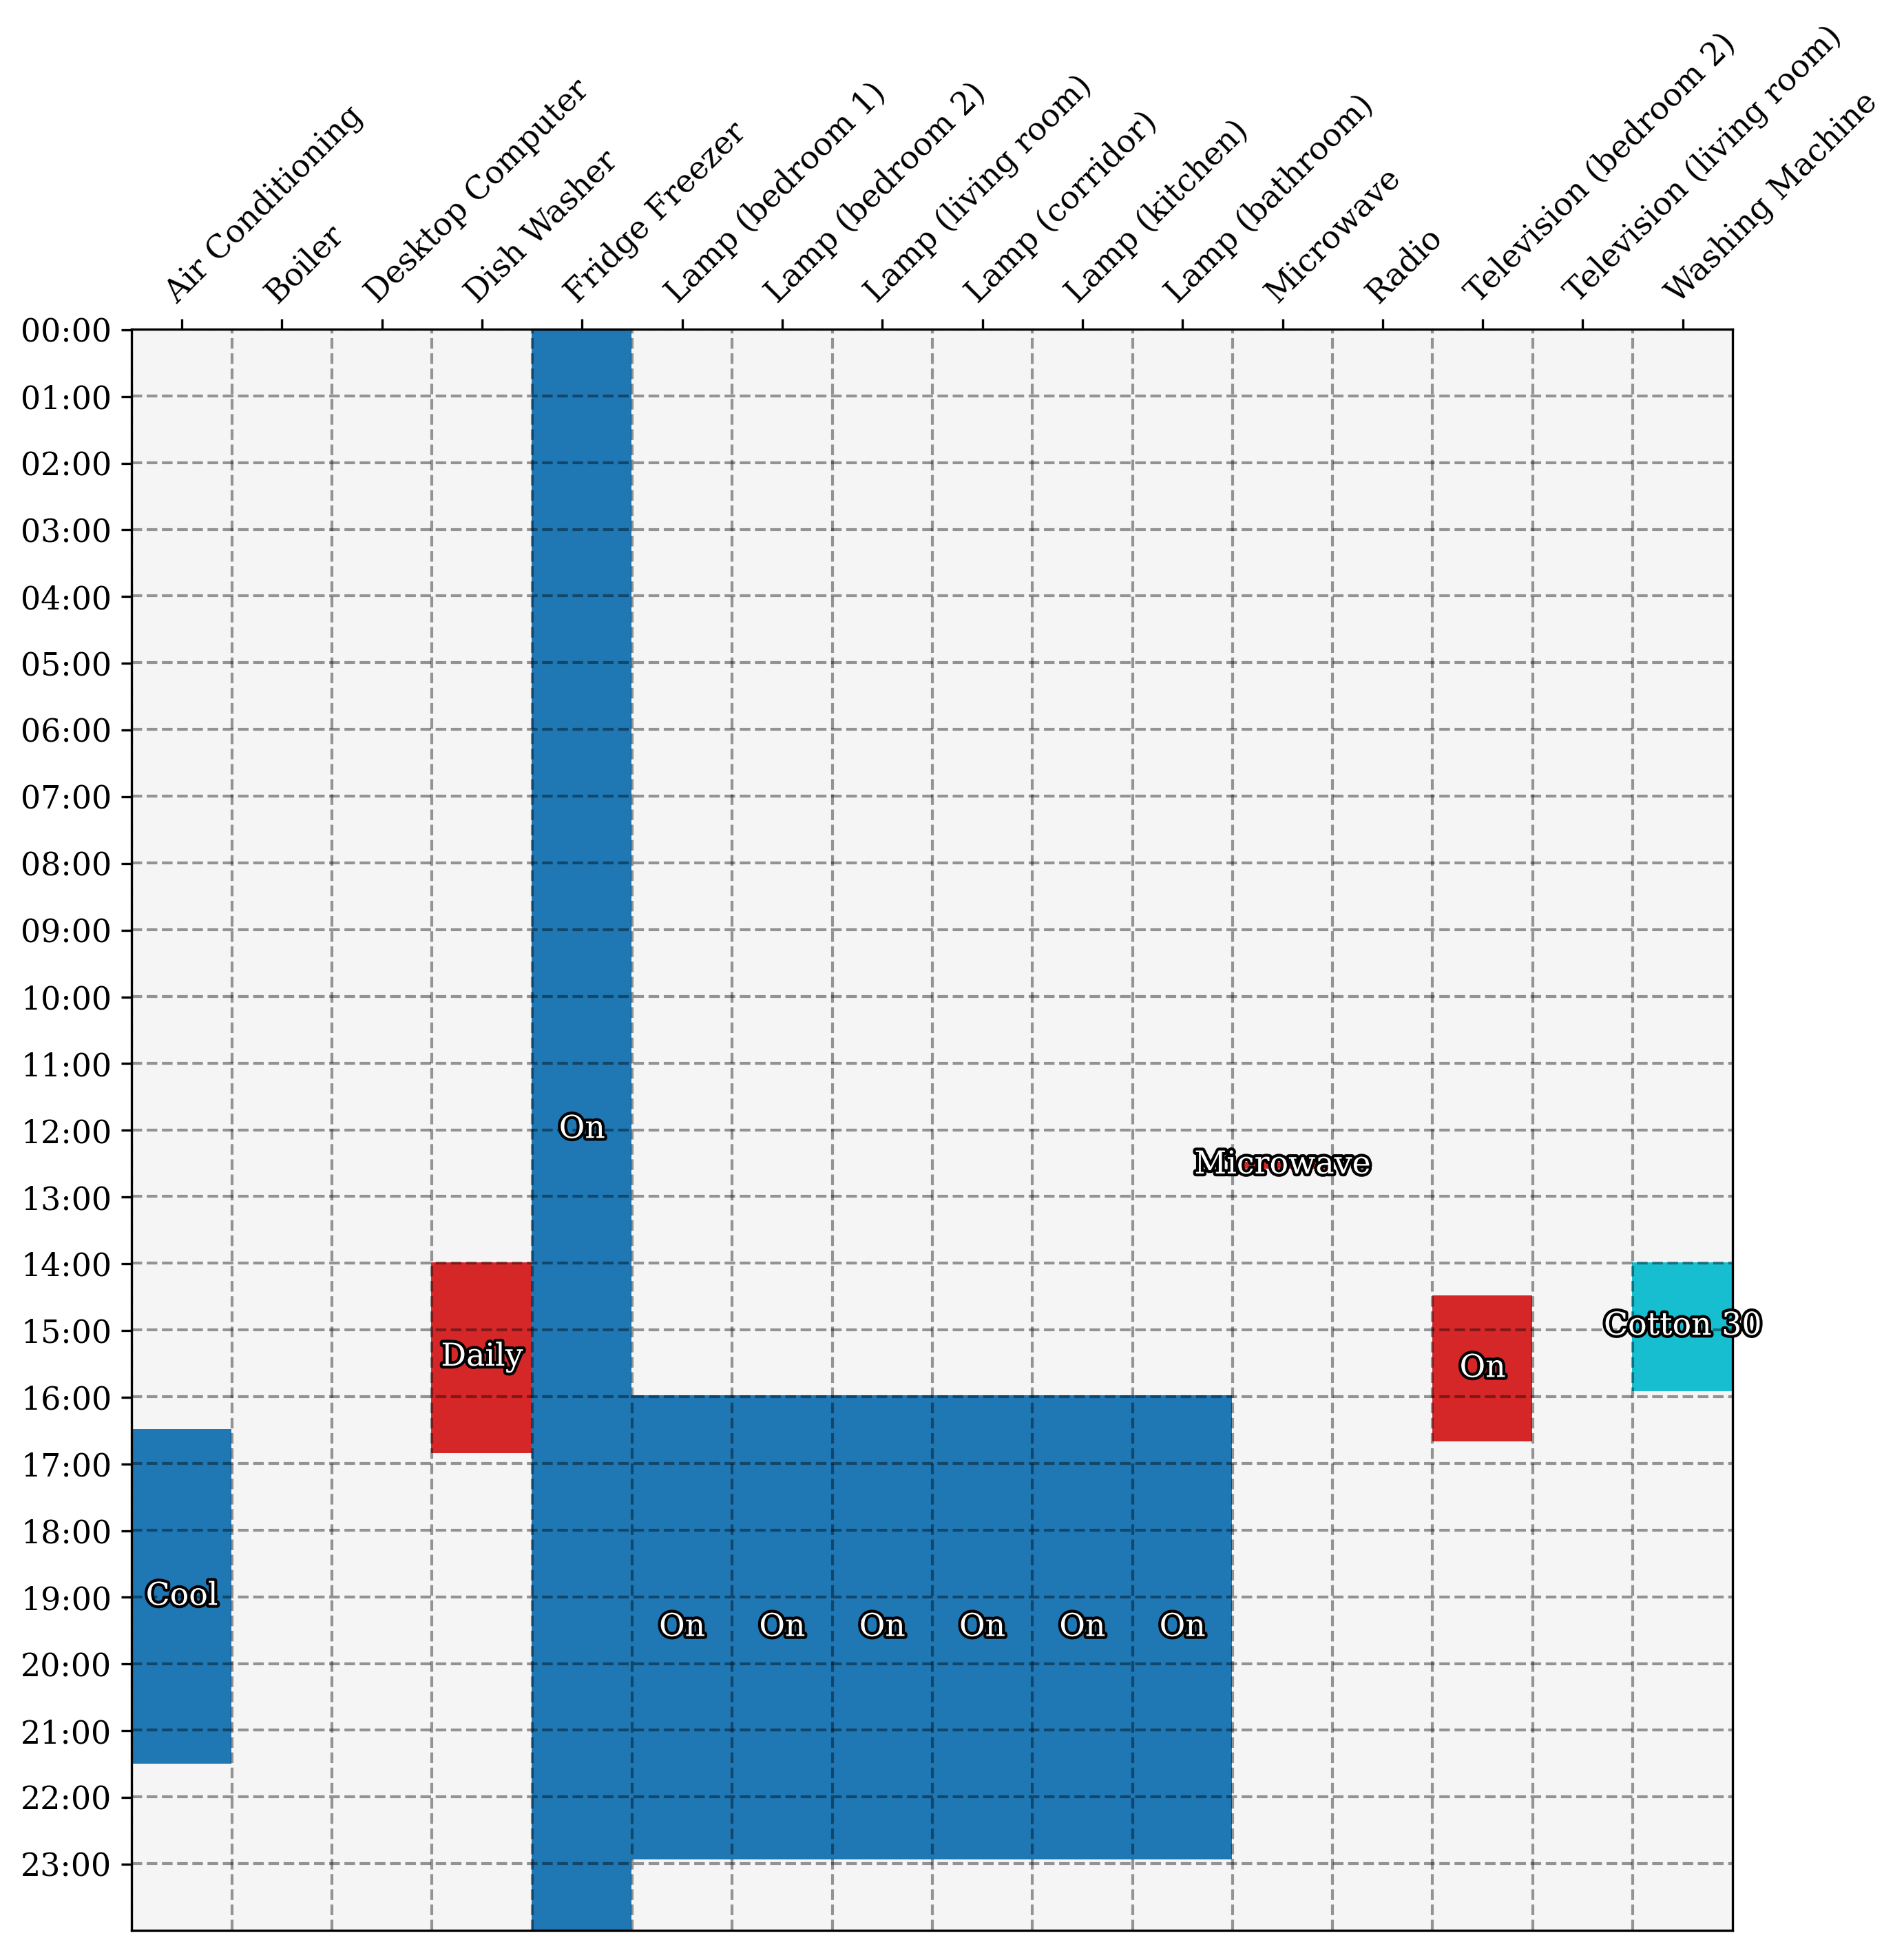 Air Conditioning
Boiler
Desktop Computer
Dish Washer
Fridge Freezer
Lamp (bedroom 1)
Lamp (bedroom 2)
Lamp (living room)
Lamp (corridor)
Lamp (kitchen)
Lamp (bathroom)
Microwave
Radio
Television (bedroom 2)
Television (living room)
Washing Machine
00:00
01:00
02:00
03:00
04:00
05:00
06:00
07:00
08:00
09:00
10:00
11:00
12:00
On
Microwave
13:00
14:00
15:00
Cotton 30
Daily
On
16:00
17:00
18:00
19:00
Cool
On On On On On On
20:00
21:00
22:00
23:00